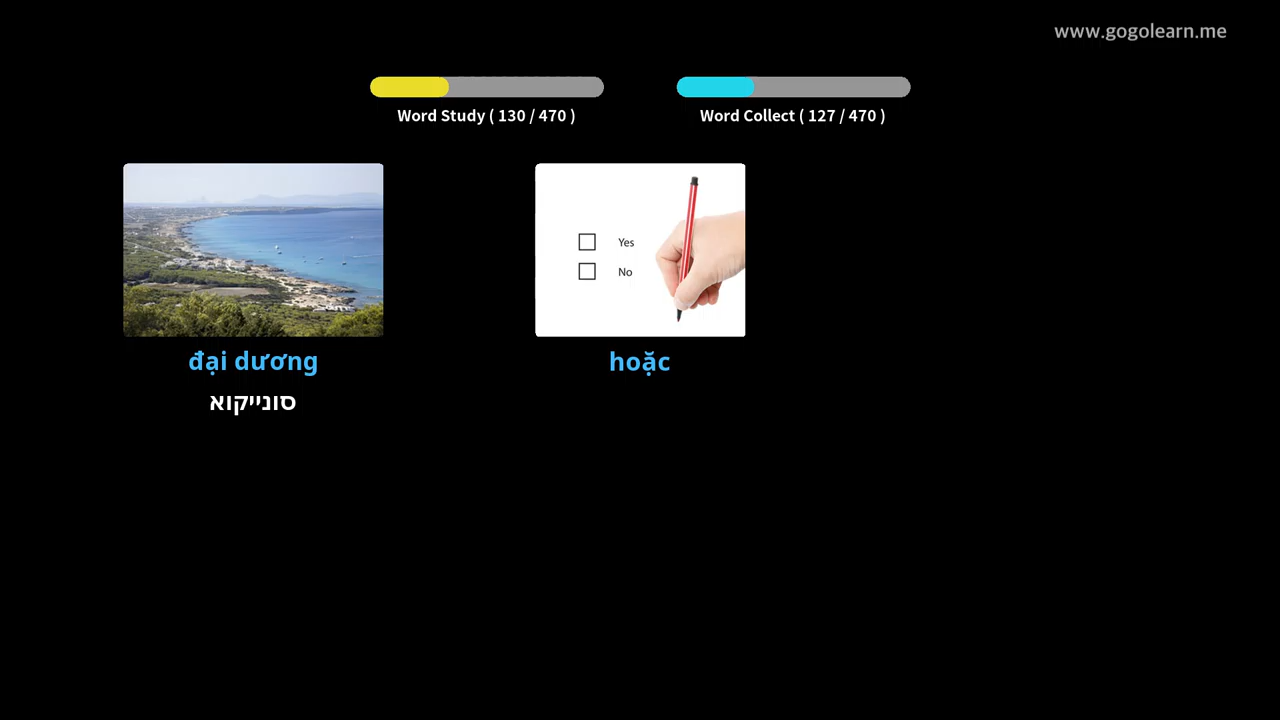 www.gogolearn.me
Word Study ( 130 / 470 )
Word Collect ( 127 / 470 )
Yes
No
đại dương
hoặc
סונייקוא